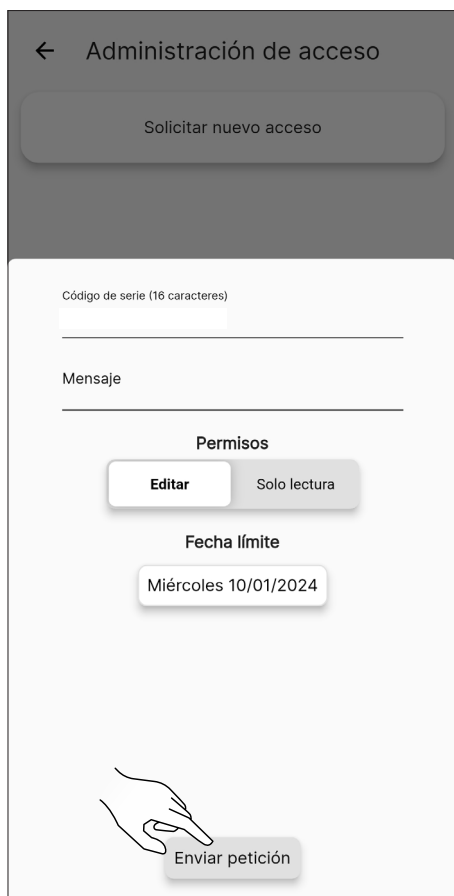 Administración de acceso
Solicitar nuevo acceso
Código de serie (16 caracteres)
Mensaje
Permisos
Editar Solo lectura
Fecha límite
Miércoles 10/01/2024
Enviar petición